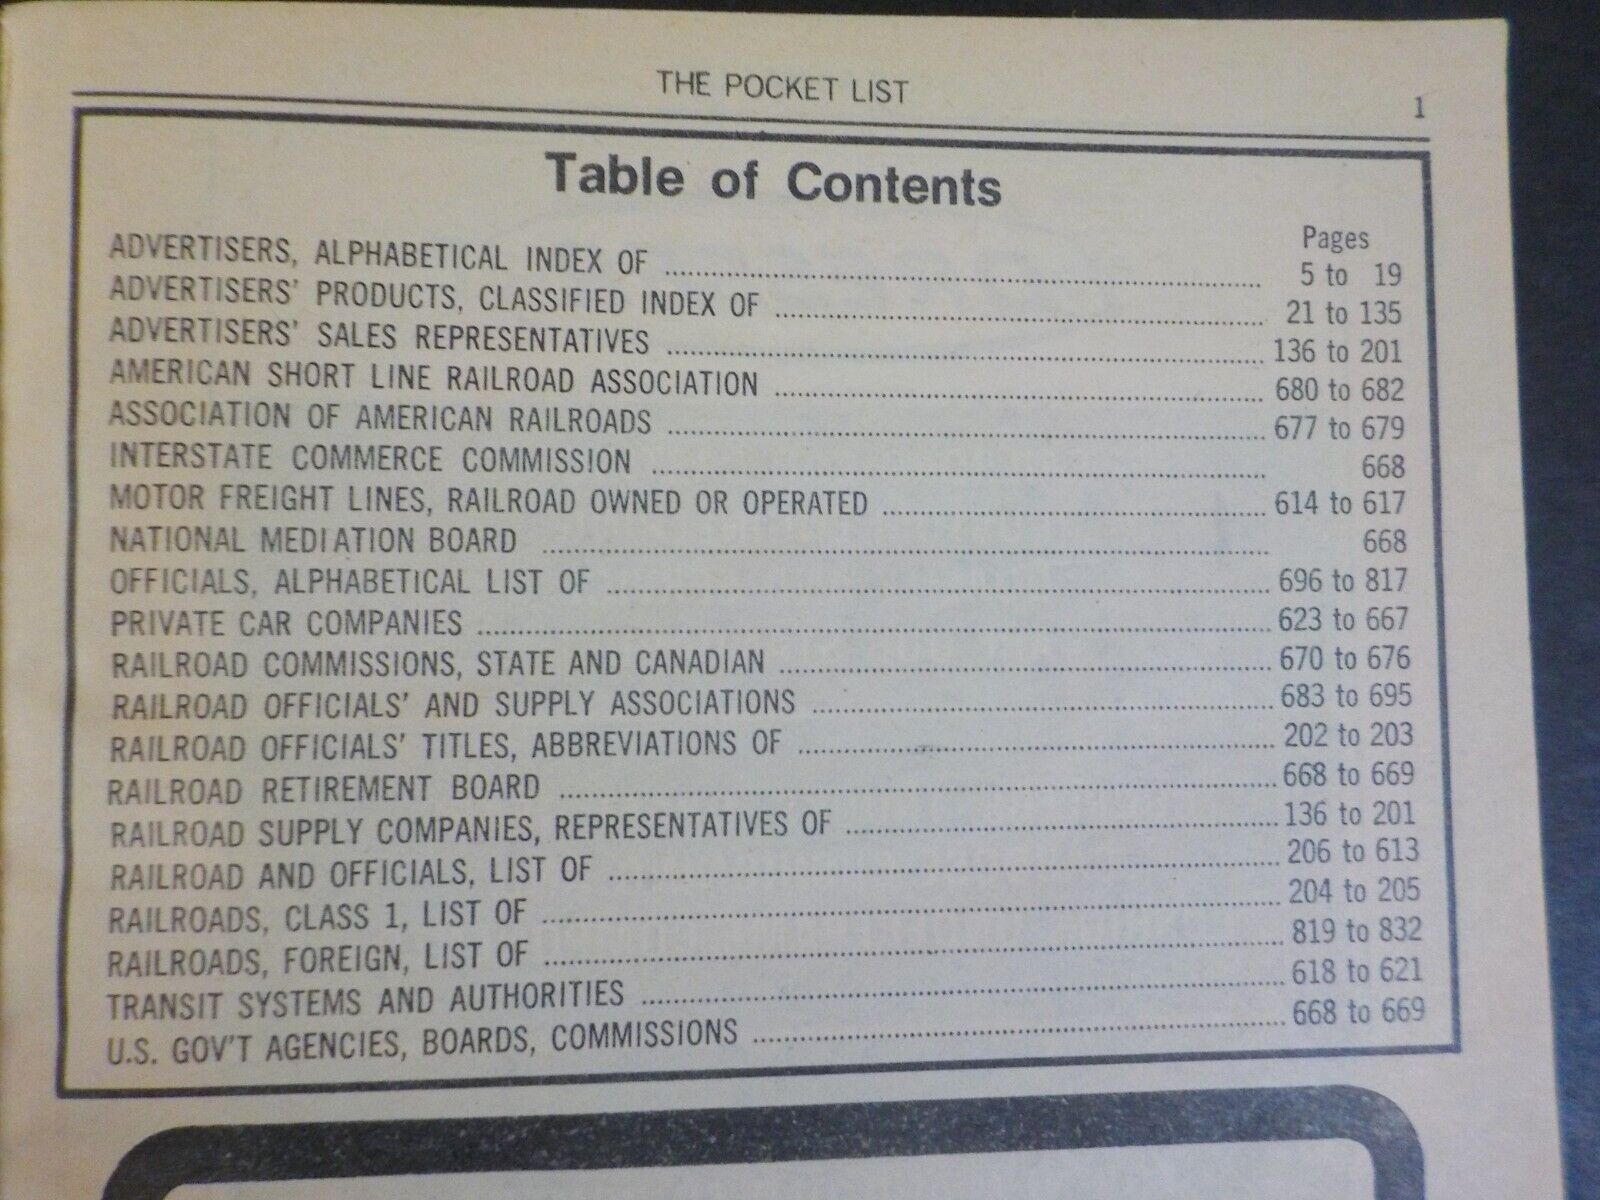 THE POCKET LIST
1
Table of Contents
Pages
ADVERTISERS, ALPHABETICAL INDEX OF ........ 5 to 19
ADVERTISERS' PRODUCTS, CLASSIFIED INDEX OF ........ 21 to 135
ADVERTISERS' SALES REPRESENTATIVES ........ 136 to 201
AMERICAN SHORT LINE RAILROAD ASSOCIATION ........ 680 to 682
ASSOCIATION OF AMERICAN RAILROADS ........ 677 to 679
INTERSTATE COMMERCE COMMISSION ........ 668
MOTOR FREIGHT LINES, RAILROAD OWNED OR OPERATED ........ 614 to 617
NATIONAL MEDIATION BOARD ........ 668
OFFICIALS, ALPHABETICAL LIST OF ........ 696 to 817
PRIVATE CAR COMPANIES ........ 623 to 667
RAILROAD COMMISSIONS, STATE AND CANADIAN ........ 670 to 676
RAILROAD OFFICIALS' AND SUPPLY ASSOCIATIONS ........ 683 to 695
RAILROAD OFFICIALS' TITLES, ABBREVIATIONS OF ........ 202 to 203
RAILROAD RETIREMENT BOARD ........ 668 to 669
RAILROAD SUPPLY COMPANIES, REPRESENTATIVES OF ........ 136 to 201
RAILROAD AND OFFICIALS, LIST OF ........ 206 to 613
RAILROADS, CLASS 1, LIST OF ........ 204 to 205
RAILROADS, FOREIGN, LIST OF ........ 819 to 832
TRANSIT SYSTEMS AND AUTHORITIES ........ 618 to 621
U.S. GOV'T AGENCIES, BOARDS, COMMISSIONS ........ 668 to 669